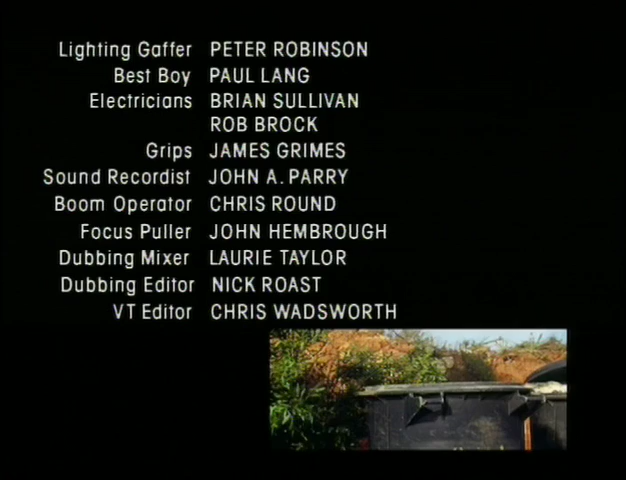 Lighting Gaffer PETER ROBINSON
Best Boy PAUL LANG
Electricians BRIAN SULLIVAN
ROB BROCK
Grips JAMES GRIMES
Sound Recordist JOHN A. PARRY
Boom Operator CHRIS ROUND
Focus Puller JOHN HEMBROUGH
Dubbing Mixer LAURIE TAYLOR
Dubbing Editor NICK ROAST
VT Editor CHRIS WADSWORTH